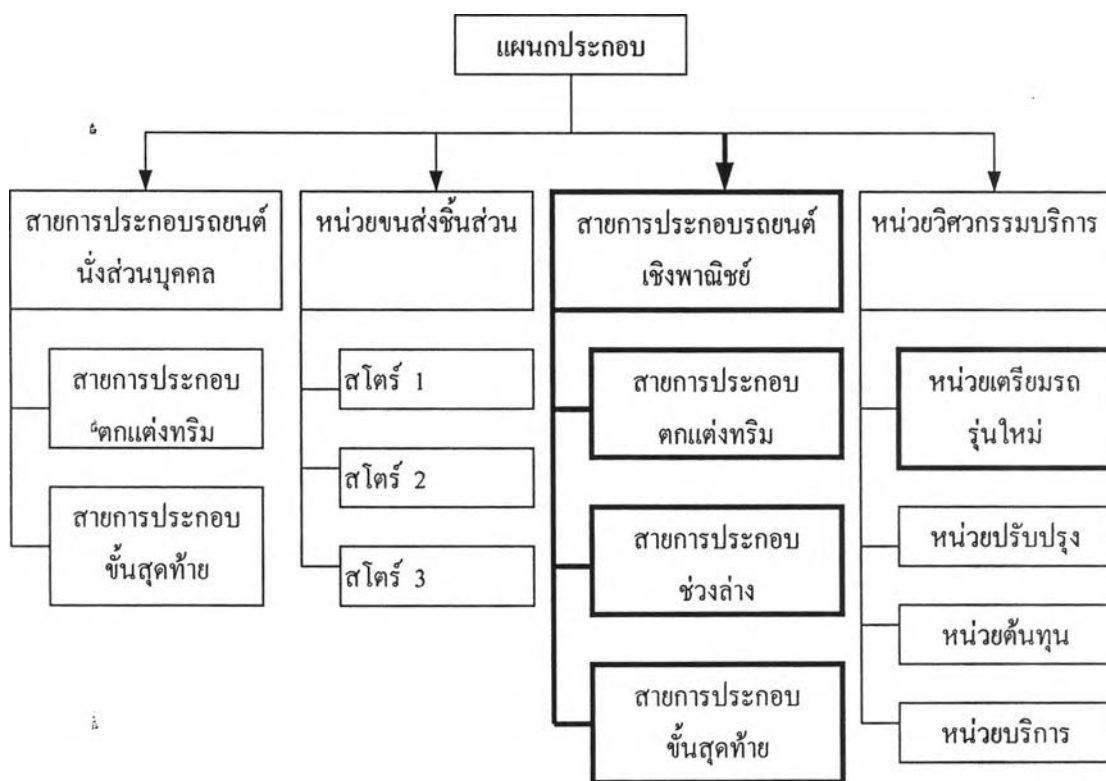 แผนกประกอบ
สายการประกอบรถยนต์
นั่งส่วนบุคคล
สายการประกอบ
ตกแต่งทริม
สายการประกอบ
ขั้นสุดท้าย
หน่วยขนส่งชิ้นส่วน
สโตร์ 1
สโตร์ 2
สโตร์ 3
สายการประกอบรถยนต์
เชิงพาณิชย์
สายการประกอบ
ตกแต่งทริม
สายการประกอบ
ช่วงล่าง
สายการประกอบ
ขั้นสุดท้าย
หน่วยวิศวกรรมบริการ
หน่วยเตรียมรถ
รุ่นใหม่
หน่วยปรับปรุง
หน่วยต้นทุน
หน่วยบริการ